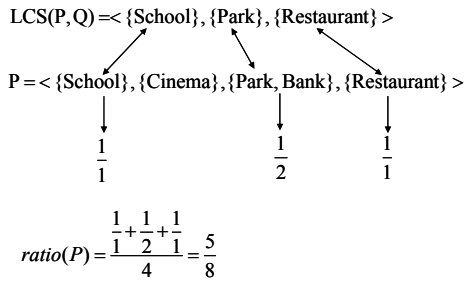 LCS(P,Q) =< {School},{Park},{Restaurant} >
P = < {School},{Cinema},{Park, Bank},{Restaurant} >
1/1 1/2 1/1
ratio(P) = (1/1 + 1/2 + 1/1)/4 = 5/8